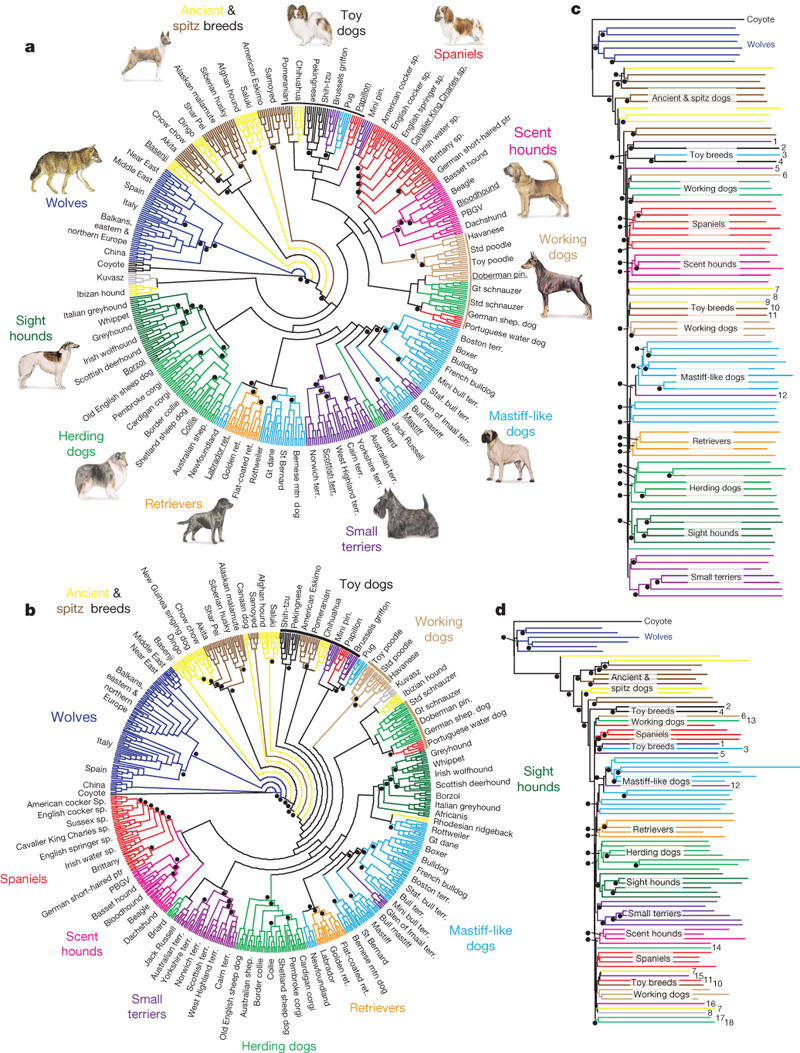 a
Ancient &
spitz breeds
Toy
dogs
Spaniels
Scent
hounds
Working
dogs
Mastiff-like
dogs
Small
terriers
Retrievers
Herding
dogs
Sight
hounds
Wolves
Basenji
Akita
Chow chow
Dingo
Shar Pei
Alaskan malamute
Siberian husky
Afghan hound
Saluki
American Eskimo
Samoyed
Pomeranian
Chihuahua
Pekingnese
Shih-tzu
Brussels griffon
Pug
Papillon
Mini pin.
American cocker sp.
English cocker sp.
English springer sp.
Cavalier King Charles sp.
Irish water sp.
Brittany sp.
German short-haired ptr
Basset hound
Beagle
Bloodhound
PBGV
Dachshund
Havanese
Std poodle
Toy poodle
Doberman pin.
Gt schnauzer
Std schnauzer
German shep. dog
Portuguese water dog
Boston terr.
Boxer
Bulldog
French bulldog
Mini bull terr.
Staf. bull terr.
Glen of Imaal terr.
Bull mastiff
Mastiff
Jack Russell
Briard
Australian terr.
Yorkshire terr.
Cairn terr.
West Highland terr.
Scottish terr.
Norwich terr.
Bernese mtn dog
St Bernard
Gt dane
Rottweiler
Flat-coated ret.
Golden ret.
Labrador ret.
Newfoundland
Australian shep.
Collie
Shetland sheep dog
Border collie
Cardigan corgi
Pembroke corgi
Old English sheep dog
Borzoi
Scottish deerhound
Irish wolfhound
Greyhound
Whippet
Italian greyhound
Ibizan hound
Kuvasz
Coyote
China
Balkans,
eastern &
northern Europe
Italy
Spain
Middle East
Near East
b
Ancient &
spitz breeds
Toy dogs
Working
dogs
Sight
hounds
Mastiff-like
dogs
Retrievers
Herding dogs
Small
terriers
Scent
hounds
Spaniels
Wolves
Near East
Middle East
Basenji
Dingo
New Guinea singing dog
Chow chow
Akita
Shar Pei
Siberian husky
Alaskan malamute
Canaan dog
Samoyed
Afghan hound
Saluki
Shih-tzu
Pekingnese
American Eskimo
Pomeranian
Chihuahua
Mini pin.
Papillon
Brussels griffon
Pug
Toy poodle
Std poodle
Havanese
Kuvasz
Ibizian hound
Std schnauzer
Gt schnauzer
Doberman pin.
German shep. dog
Portuguese water dog
Greyhound
Whippet
Irish wolfhound
Scottish deerhound
Borzoi
Italian greyhound
Africanis
Rhodesian ridgeback
Rottweiler
Gt dane
Boxer
Bulldog
French bulldog
Boston terr.
Staf. bull terr.
Bull terr.
Mini bull terr.
Glen of Imaal terr.
Bull mastiff
Mastiff
St Bernard
Bernese mtn dog
Flat-coated ret.
Golden ret.
Labrador
Newfoundland
Cardigan corgi
Pembroke corgi
Shetland sheep dog
Collie
Border collie
Australian shep.
Old English sheep dog
Cairn terr.
West Highland terr.
Scottish terr.
Norwich terr.
Yorkshire terr.
Australian terr.
Jack Russell
Briard
Dachshund
Beagle
Bloodhound
Basset hound
PBGV
German short-haired ptr
Brittany
Irish water sp.
English springer sp.
Cavalier King Charles sp.
Sussex sp.
English cocker sp.
American cocker Sp.
Coyote
China
Spain
Italy
Balkans,
eastern &
northern
Europe
c
Coyote
Wolves
Ancient & spitz dogs
1
2
Toy breeds
3
4
5
6
Working dogs
Spaniels
Scent hounds
7
8
9
Toy breeds
10
11
Working dogs
Mastiff-like dogs
12
Retrievers
Herding dogs
Sight hounds
Small terriers
d
Coyote
Wolves
Ancient &
spitz dogs
Toy breeds
2
4
6
Working dogs
13
Spaniels
Toy breeds
1
3
5
Mastiff-like dogs
12
Retrievers
Herding dogs
Sight hounds
Small terriers
Scent hounds
14
Spaniels
7
15
Toy breeds
11
10
Working dogs
16
7
8
17
18